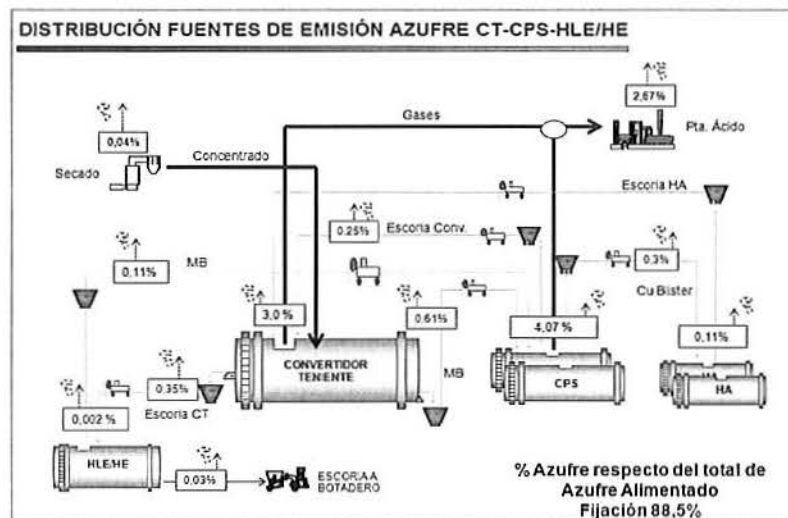 DISTRIBUCIÓN FUENTES DE EMISIÓN AZUFRE CT-CPS-HLE/HE
2,67%
Gases
Pta. Ácido
0,04%
Concentrado
Secado
Escoria HA
0.25%
Escoria Conv.
0,11%
MB
0,3%
Cu Blister
3,0 %
0.61%
4,07 %
0,11%
CONVERTIDOR
TENIENTE
MB
CPS
HA
0,35%
Escoria CT
0,002 %
HLE/HE
0,03%
ESCORIA A
BOTADERO
% Azufre respecto del total de
Azufre Alimentado
Fijación 88,5%